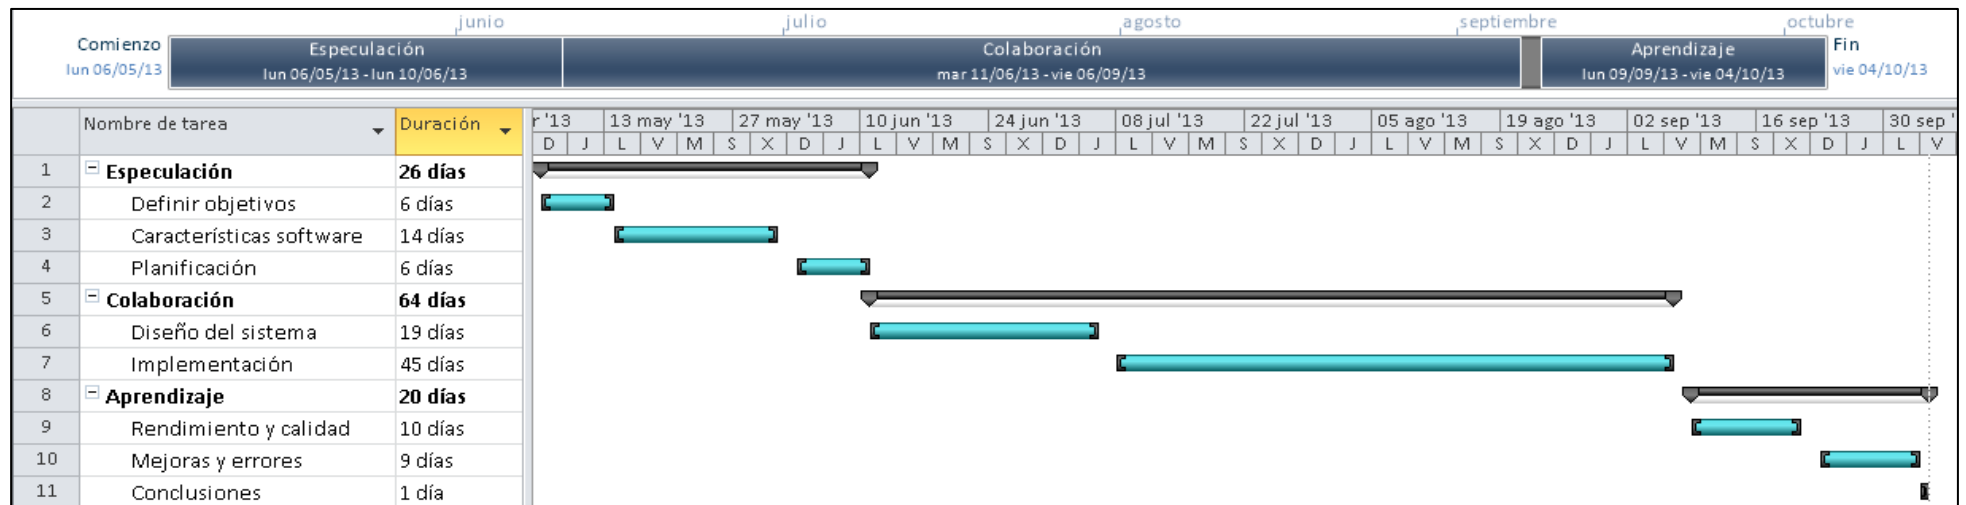 junio julio agosto septiembre octubre
Comienzo Especulación Colaboración Aprendizaje Fin
lun 06/05/13 lun 06/05/13 - lun 10/06/13 mar 11/06/13 - vie 06/09/13 lun 09/09/13 - vie 04/10/13 vie 04/10/13
Nombre de tarea Duración r '13 13 may '13 27 may '13 10 jun '13 24 jun '13 08 jul '13 22 jul '13 05 ago '13 19 ago '13 02 sep '13 16 sep '13 30 sep '
D J L V M S X D J L V M S X D J L V M S X D J L V M S X D J L V M S X D J L V
1 Especulación 26 días
2 Definir objetivos 6 días
3 Características software 14 días
4 Planificación 6 días
5 Colaboración 64 días
6 Diseño del sistema 19 días
7 Implementación 45 días
8 Aprendizaje 20 días
9 Rendimiento y calidad 10 días
10 Mejoras y errores 9 días
11 Conclusiones 1 día